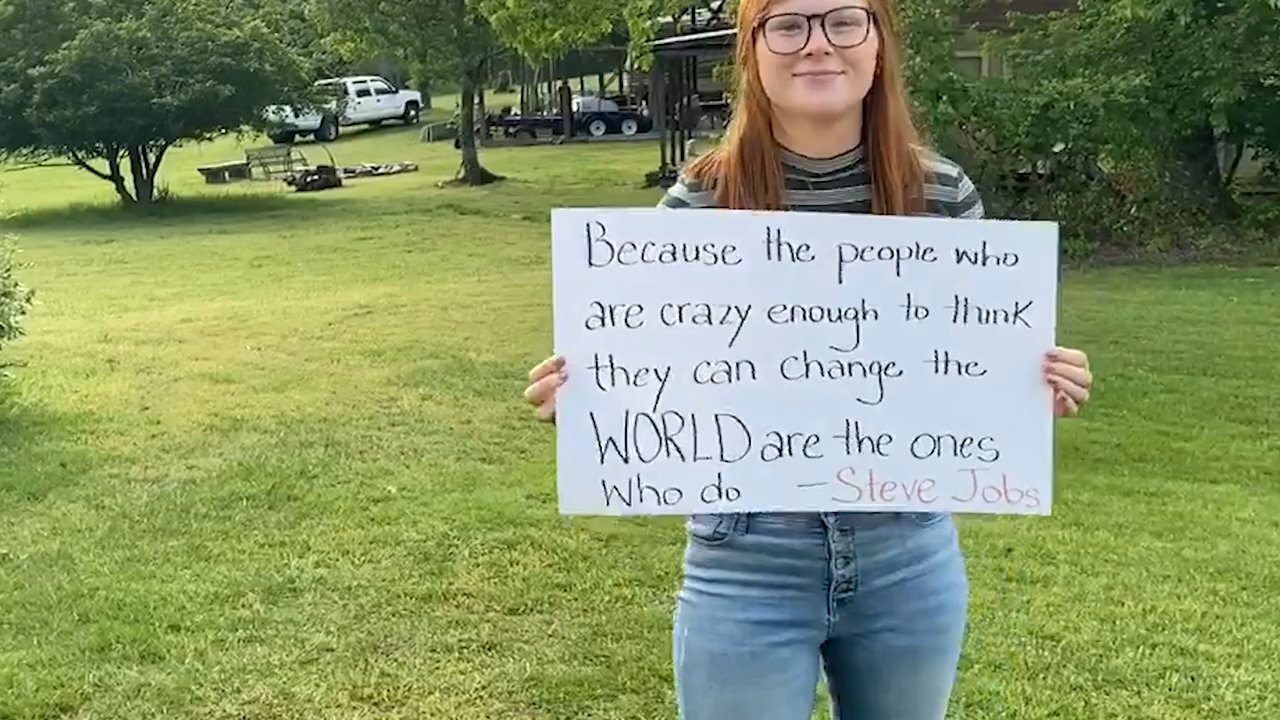 Because the people who
are crazy enough to think
they can change the
WORLD are the ones
who do - Steve Jobs